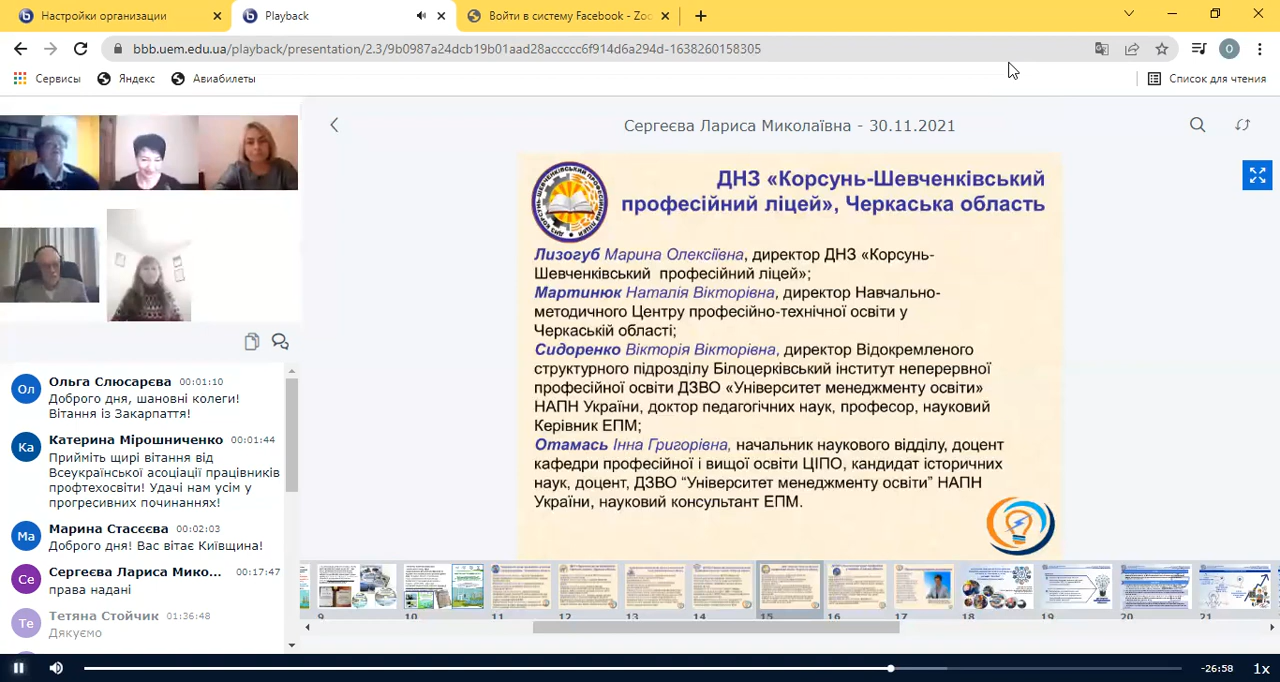 Настройки организации
Playback
Войти в систему Facebook - Zoo
bbb.uem.edu.ua/playback/presentation/2.3/9b0987a24dcb19b01aad28accccc6f914d6a294d-1638260158305
O
Сервисы
Яндекс
Авиабилеты
Список для чтения
Сергеєва Лариса Миколаївна - 30.11.2021
ДНЗ «Корсунь-Шевченківський
професійний ліцей», Черкаська область
Лизогуб Марина Олексіївна, директор ДНЗ «Корсунь-
Шевченківський професійний ліцей»;
Мартинюк Наталія Вікторівна, директор Навчально-
методичного Центру професійно-технічної освіти у
Черкаській області;
Сидоренко Вікторія Вікторівна, директор Відокремленого
структурного підрозділу Білоцерківський інститут неперервної
професійної освіти ДЗВО «Університет менеджменту освіти»
НАПН України, доктор педагогічних наук, професор, науковий
Керівник ЕПМ;
Отамась Інна Григорівна, начальник наукового відділу, доцент
кафедри професійної і вищої освіти ЦІПО, кандидат історичних
наук, доцент, ДЗВО “Університет менеджменту освіти” НАПН
України, науковий консультант ЕПМ.
Ол
Ольга Слюсарєва 00:01:10
Доброго дня, шановні колеги!
Вітання із Закарпаття!
Ка
Катерина Мірошниченко 00:01:44
Прийміть щирі вітання від
Всеукраїнської асоціації працівників
профтехосвіти! Удачі нам усім у
прогресивних починаннях!
Ма
Марина Стасєєва 00:02:03
Доброго дня! Вас вітає Київщина!
Се
Сергеєва Лариса Мико... 00:17:47
права надані
Те
Тетяна Стойчик 01:36:48
Дякуємо
9 10 11 12 13 14 15 16 17 18 19 20 21
-26:58 1x